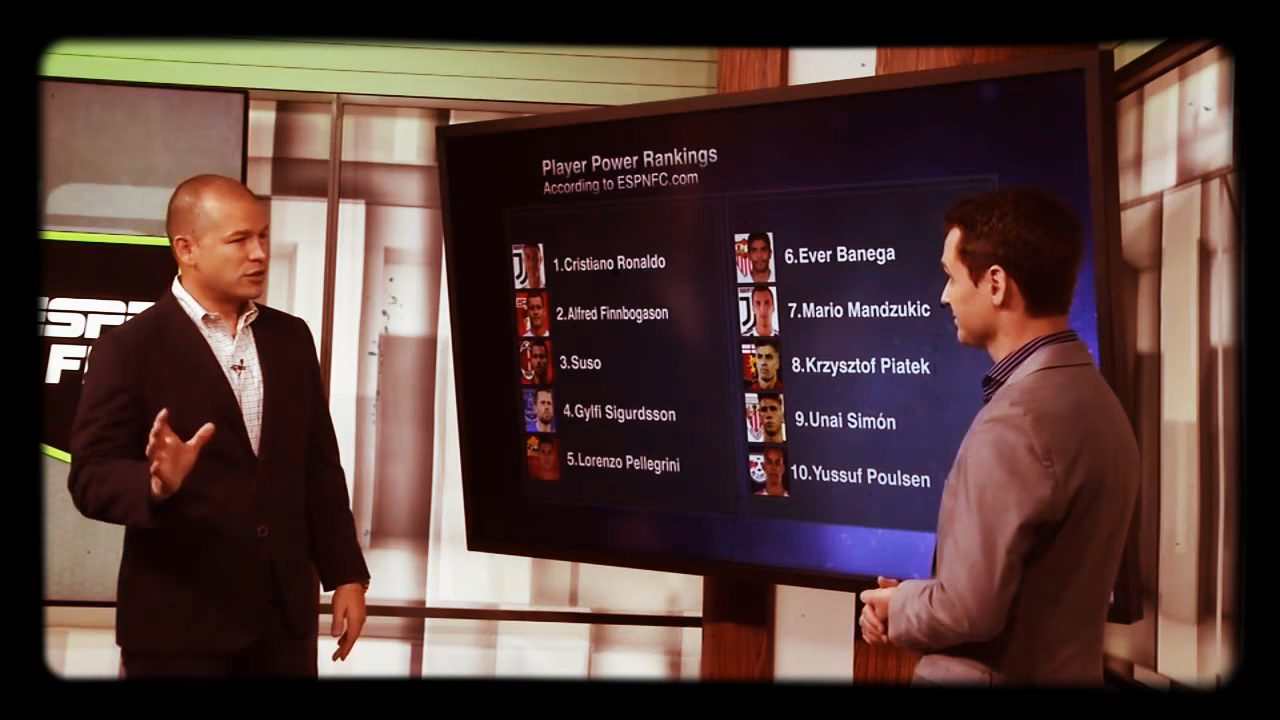 Player Power Rankings
According to ESPNFC.com
1.Cristiano Ronaldo
2.Alfred Finnbogason
3.Suso
4.Gylfi Sigurdsson
5.Lorenzo Pellegrini
6.Ever Banega
7.Mario Mandzukic
8.Krzysztof Piatek
9.Unai Simón
10.Yussuf Poulsen
ESP
F